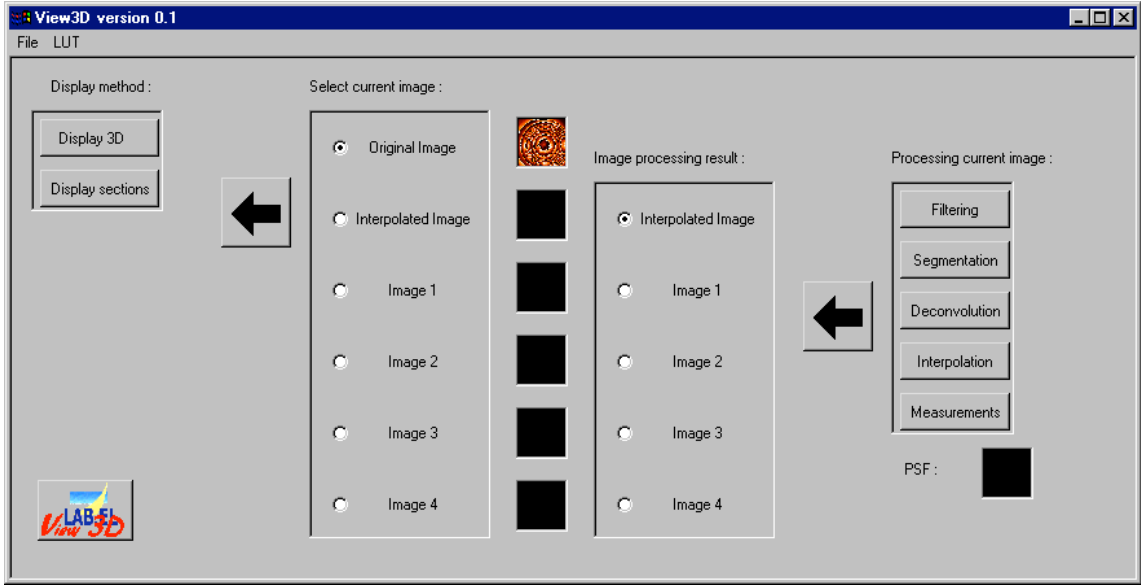 View3D version 0.1
File LUT
Display method :
Display 3D
Display sections
Select current image :
Original Image
Interpolated Image
Image 1
Image 2
Image 3
Image 4
Image processing result :
Interpolated Image
Image 1
Image 2
Image 3
Image 4
Processing current image :
Filtering
Segmentation
Deconvolution
Interpolation
Measurements
PSF :
LAB-EL
View 3D